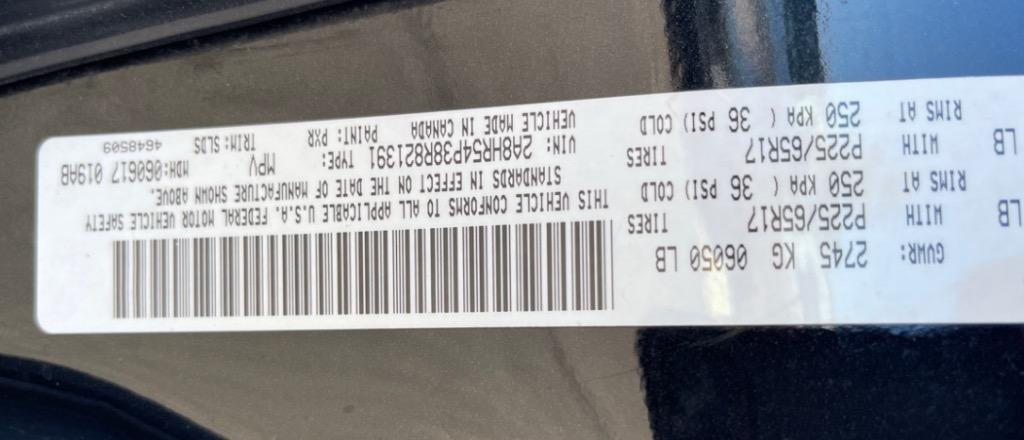 GVWR: 2745 KG 06050 LB
LB WITH P225/65R17 TIRES
RIMS AT 250 KPA ( 36 PSI) COLD
LB WITH P225/65R17 TIRES
RIMS AT 250 KPA ( 36 PSI) COLD
THIS VEHICLE CONFORMS TO ALL APPLICABLE U.S.A. FEDERAL MOTOR VEHICLE SAFETY
STANDARDS IN EFFECT ON THE DATE OF MANUFACTURE SHOWN ABOVE.
VIN: 2A8HR54P38R821391 TYPE: MPV MDH:060617 019AB
VEHICLE MADE IN CANADA PAINT: PXR TRIM: SLDS 4648509